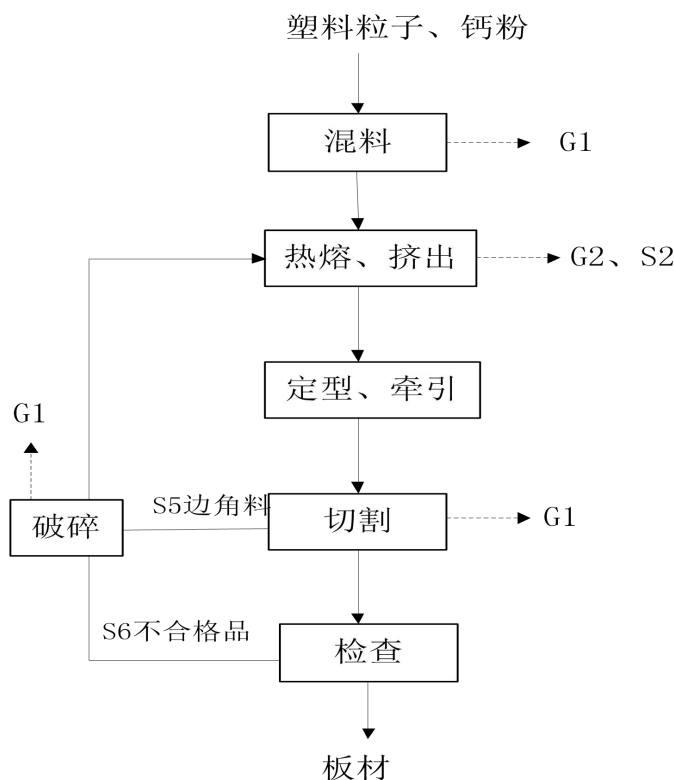 塑料粒子、钙粉
混料
G1
热熔、挤出
G2、S2
定型、牵引
G1
S5边角料
破碎
切割
G1
S6不合格品
检查
板材